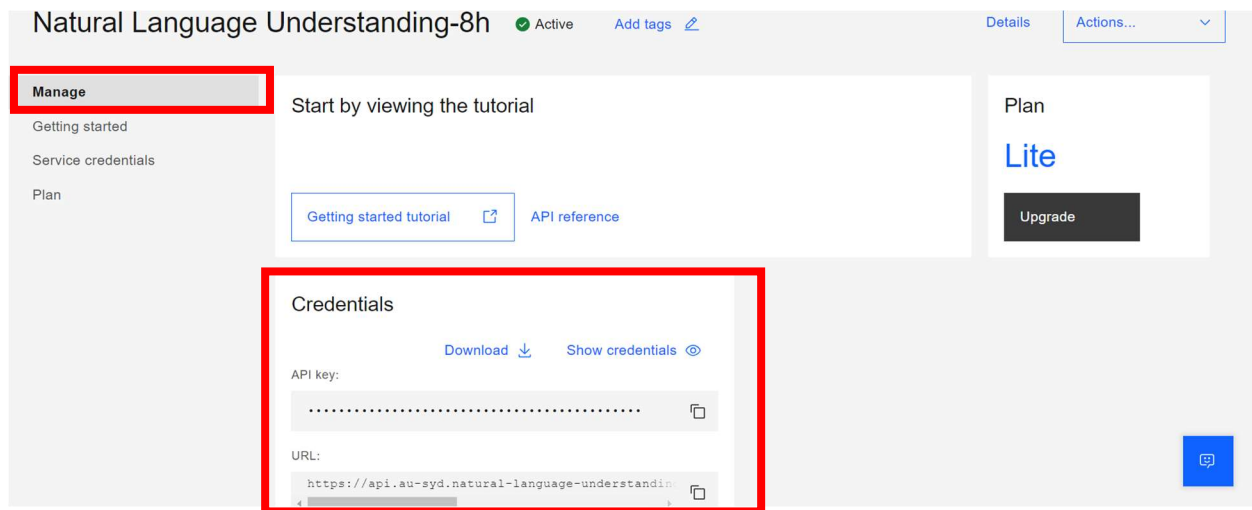 Natural Language Understanding-8h Active Add tags Details Actions...
Manage
Getting started
Service credentials
Plan
Start by viewing the tutorial
Getting started tutorial API reference
Plan
Lite
Upgrade
Credentials
Download Show credentials
API key:
••••••••••••••••••••••••••••••••••••••••••••
URL:
https://api.au-syd.natural-language-understandin